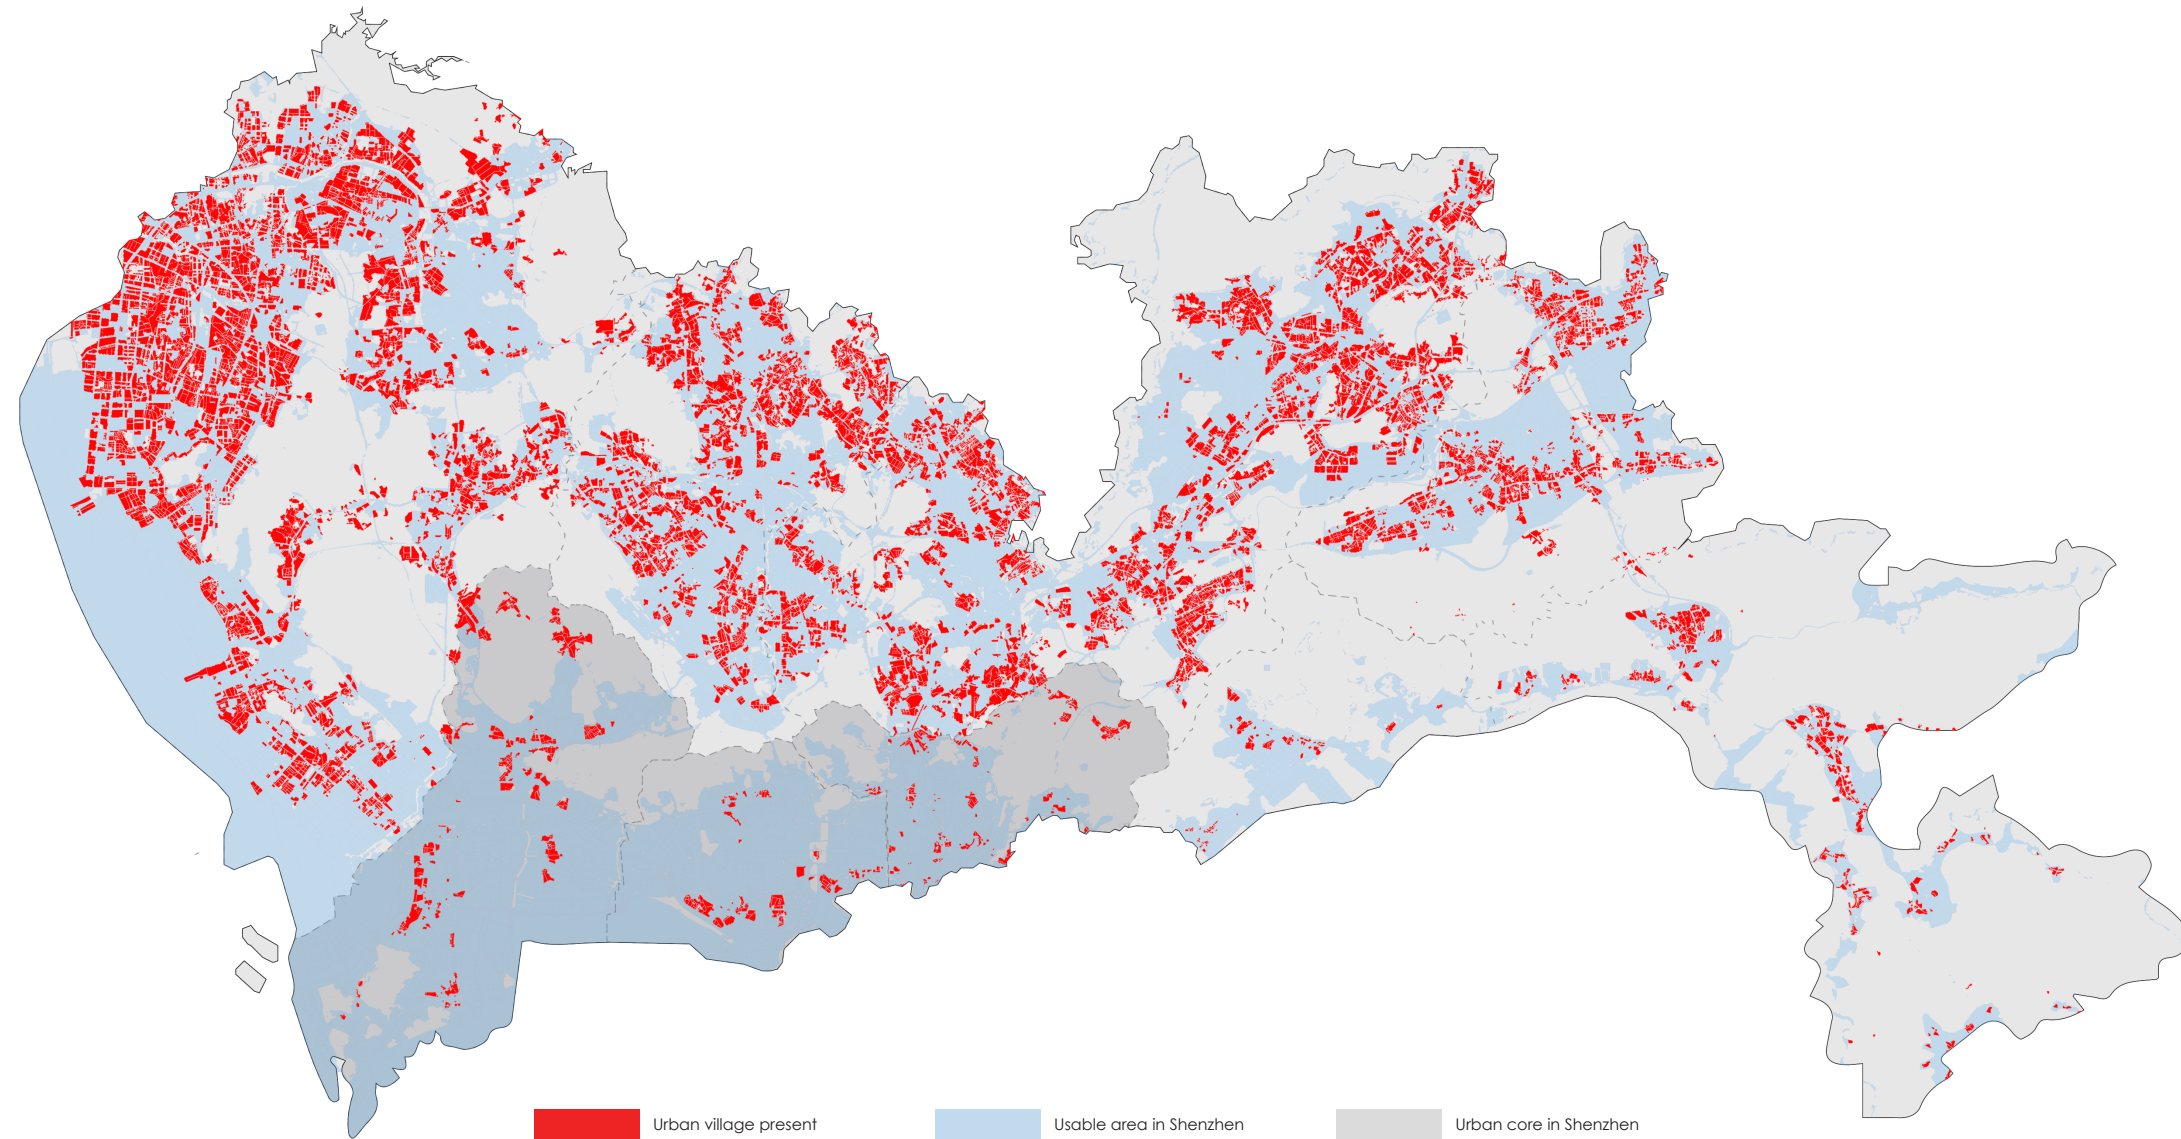 Urban village present
Usable area in Shenzhen
Urban core in Shenzhen